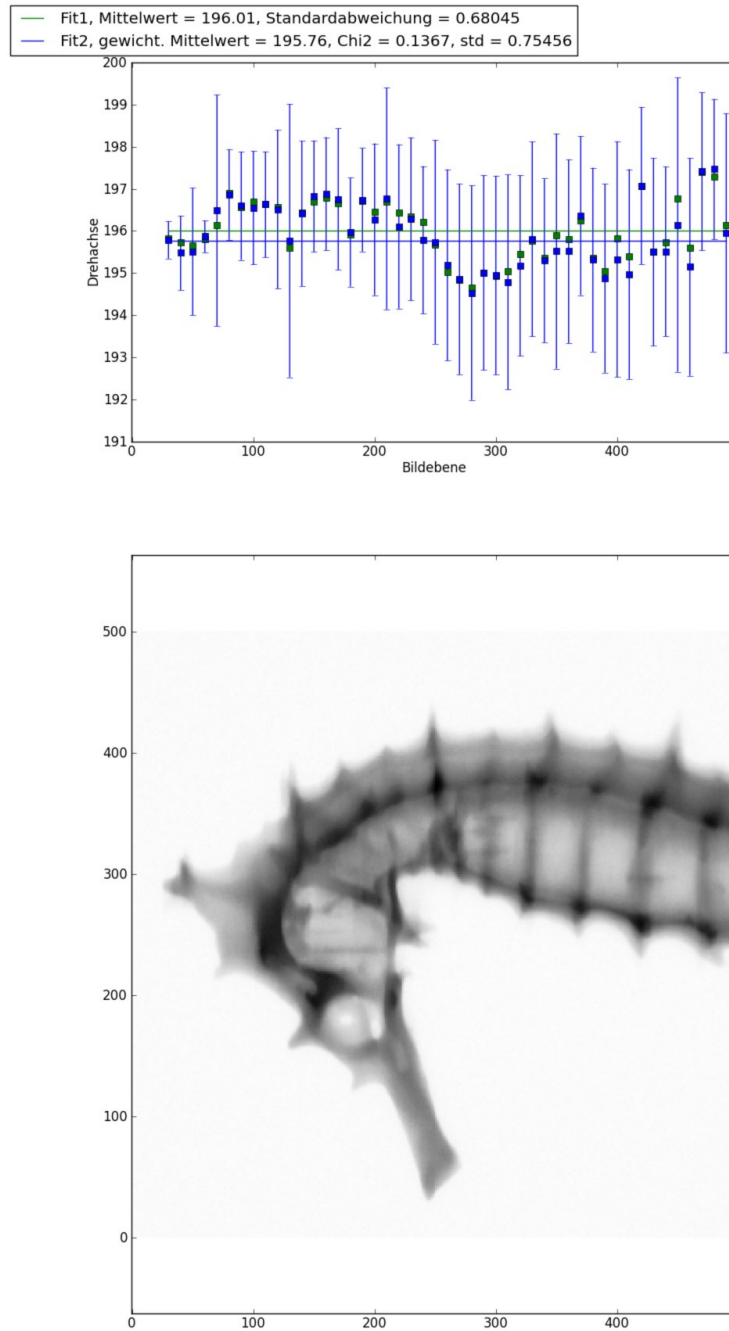 Fit1, Mittelwert = 196.01, Standardabweichung = 0.68045
Fit2, gewicht. Mittelwert = 195.76, Chi2 = 0.1367, std = 0.75456
200
199
198
197
196
195
194
193
192
191
Drehachse
0 100 200 300 400
Bildebene
500
400
300
200
100
0
0 100 200 300 400